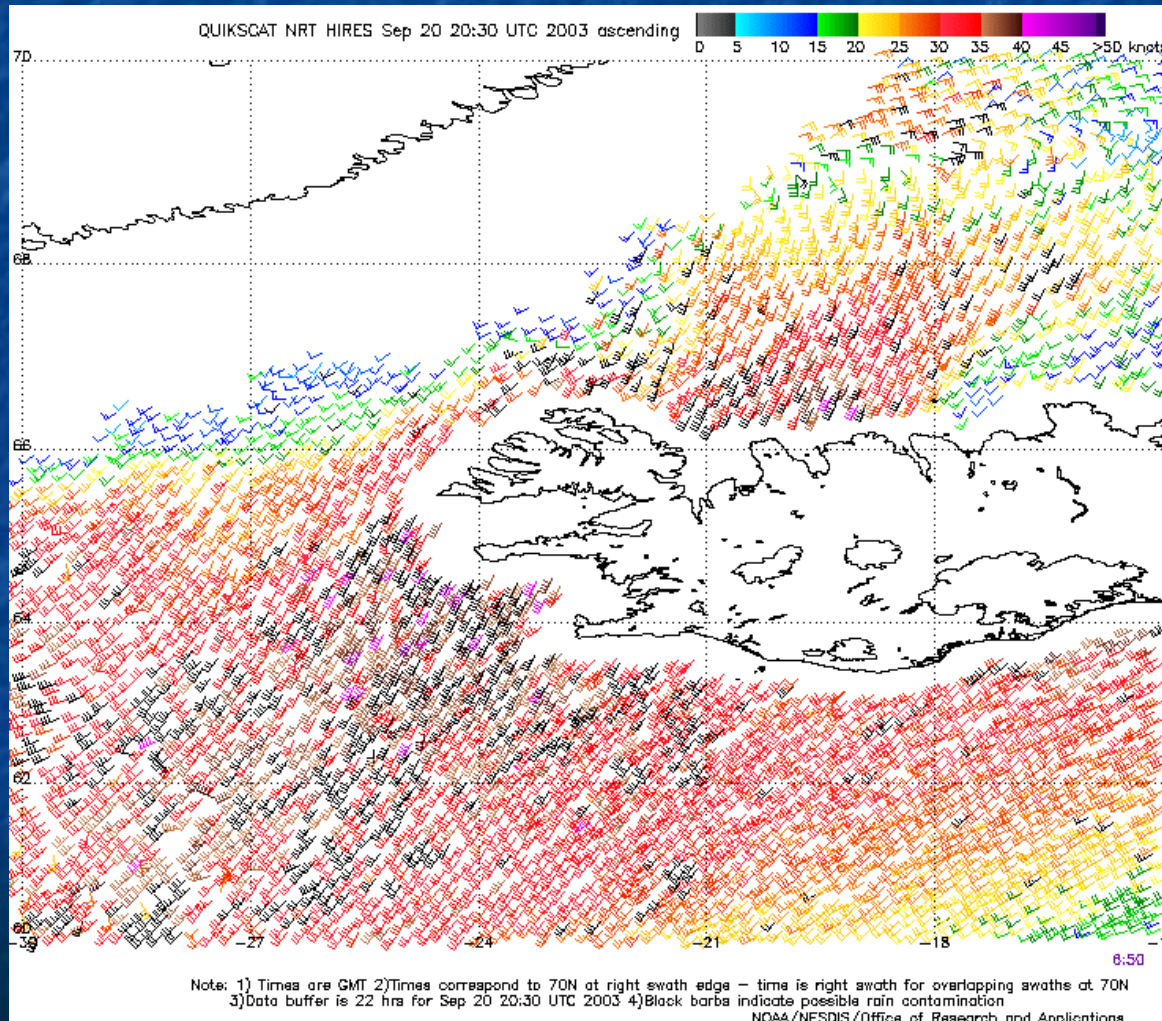 QUIKSCAT NRT HIRES Sep 20 20:30 UTC 2003 ascending
0 5 10 15 20 25 30 35 40 45 >50 knots
70
68
66
64
62
60
-30 -27 -24 -21 -18
6:50
Note: 1) Times are GMT 2)Times correspond to 70N at right swath edge – time is right swath for overlapping swaths at 70N
3)Data buffer is 22 hrs for Sep 20 20:30 UTC 2003 4)Black barbs indicate possible rain contamination
NOAA/NESDIS/Office of Research and Applications